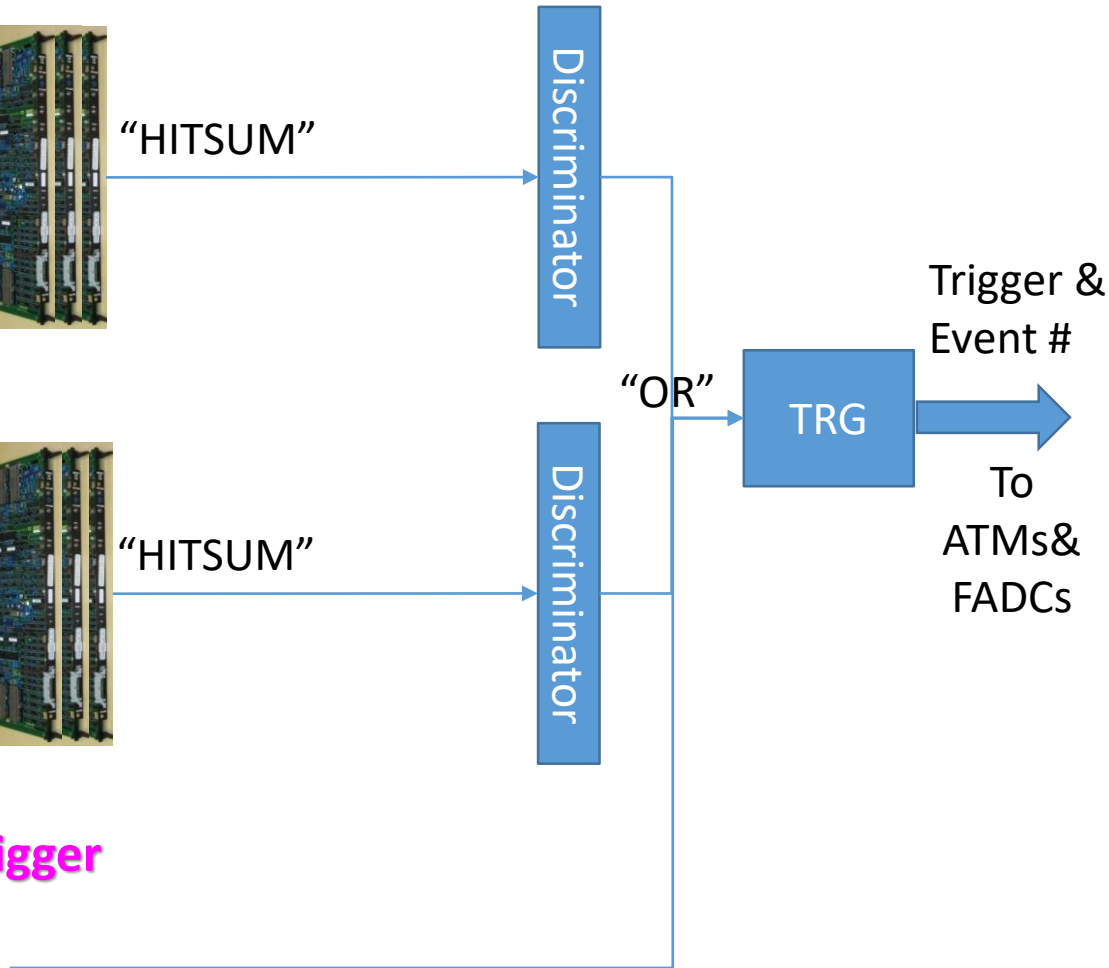 “HITSUM”
Discriminator
Trigger &
Event #
“OR”
TRG
To
ATMs&
FADCs
“HITSUM”
Discriminator
igger